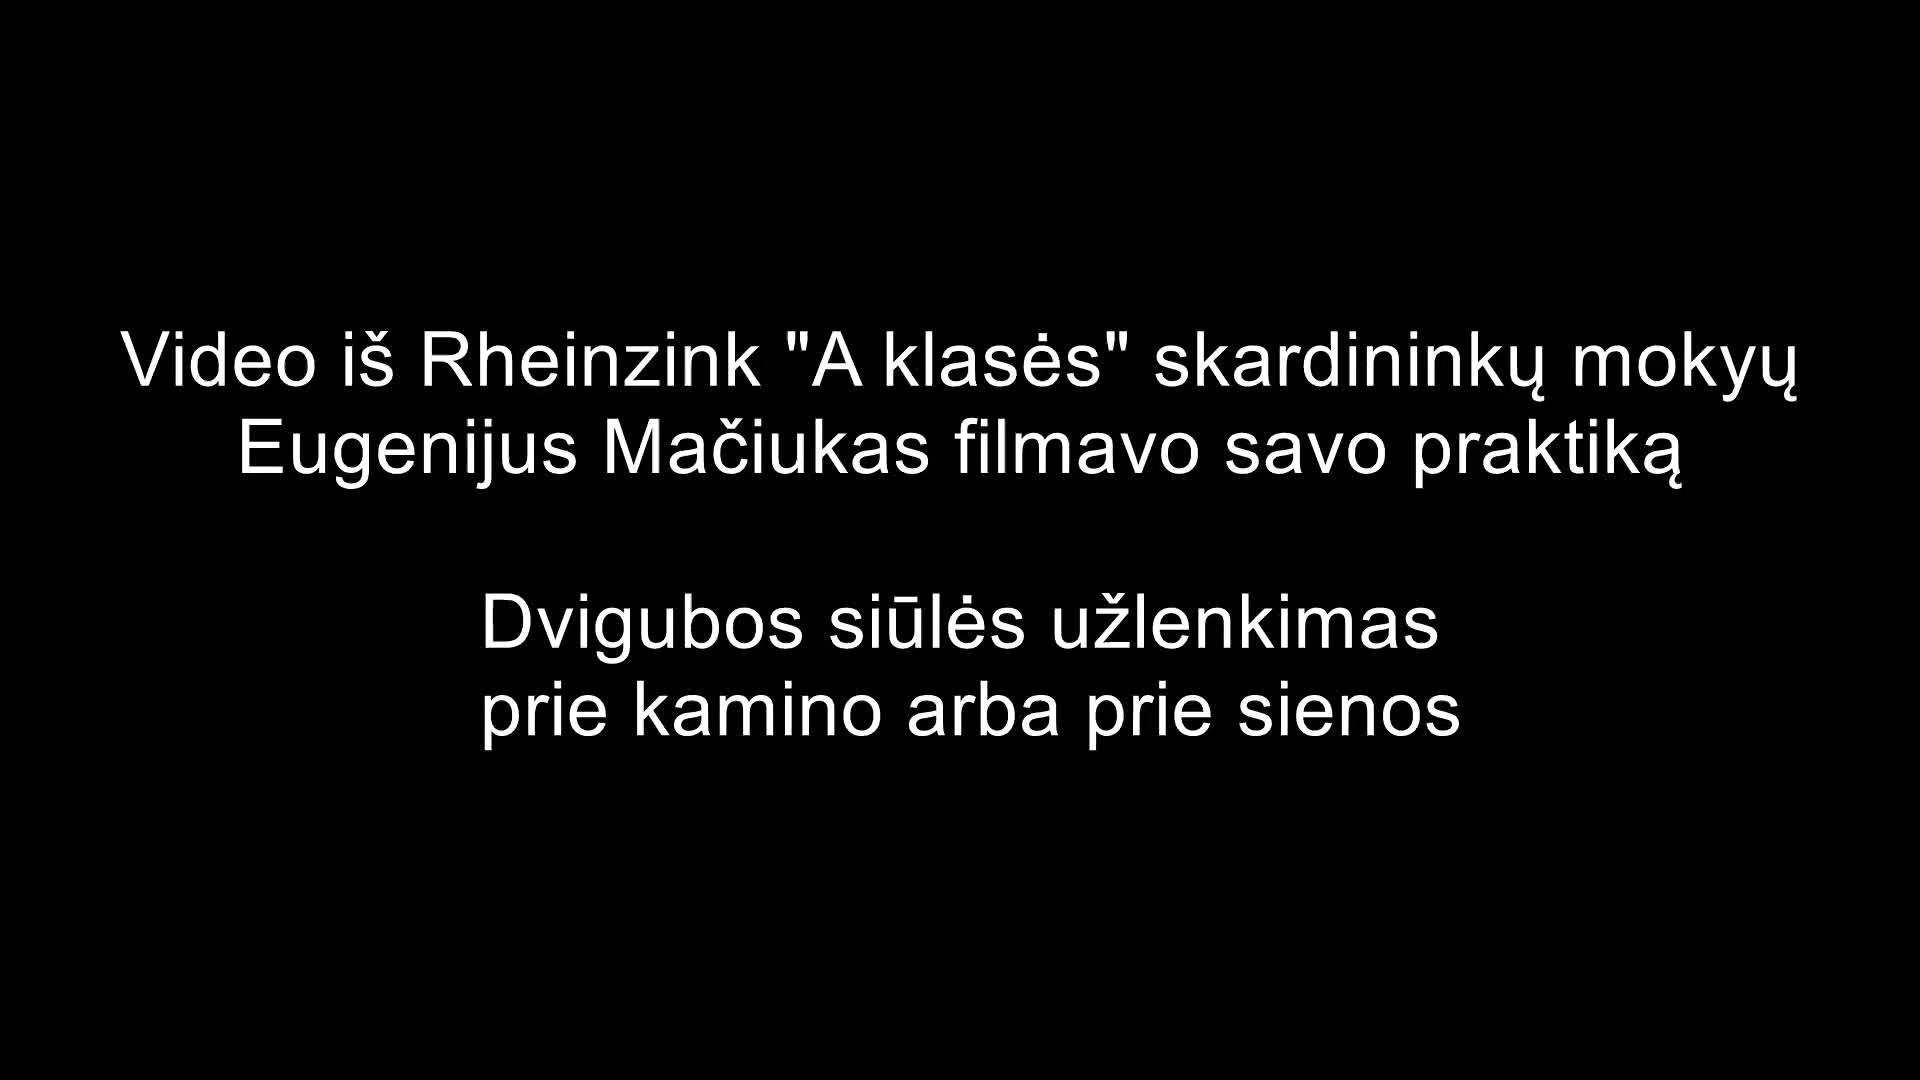 Video iš Rheinzink "A klasės" skardininkų mokyų
Eugenijus Mačiukas filmavo savo praktiką
Dvigubos siūlės užlenkimas
prie kamino arba prie sienos